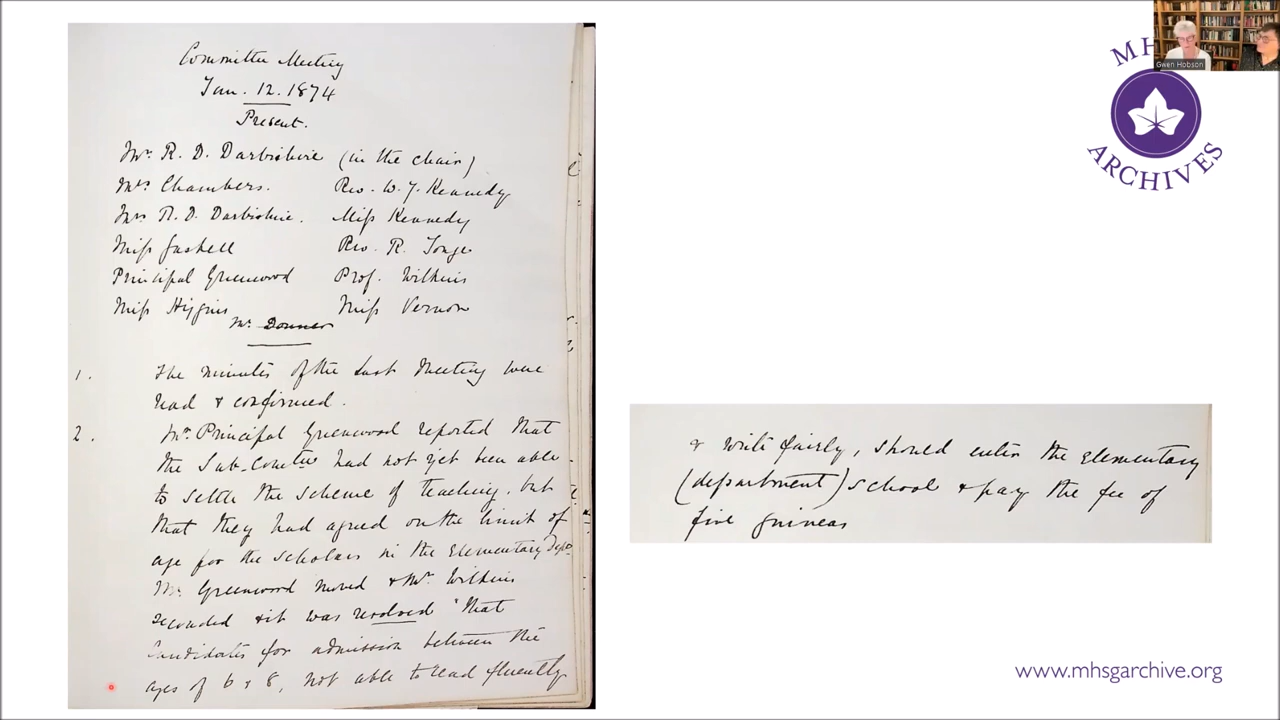 Committee Meeting
Jan. 12. 1874
Present.
Mr. R. D. Darbishire (in the chair)
Mrs Chambers. Rev. W. J. Kennedy
Mrs R. D. Darbishire. Miss Kennedy
Miss Gaskell Rev. R. Tonge
Principal Greenwood Prof. Wilkins
Miss Higgins Miss Vernon
Mr. Donner
1. The minutes of the last Meeting were
read & confirmed.
2. Mr. Principal Greenwood reported that
the Sub-Comtee had not yet been able
to settle the scheme of teaching, but
that they had agreed on the limit of
age for the scholars in the Elementary Dept.
Mr. Greenwood moved & Mr. Wilkins
seconded & it was resolved "that
Candidates for admission between the
ages of 6 & 8, not able to read fluently
& write fairly, should enter the Elementary
(department) school & pay the fee of
five guineas
MHS
ARCHIVES
Gwen Hobson
www.mhsgarchive.org